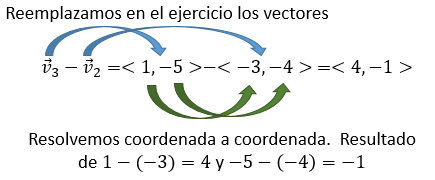 Reemplazamos en el ejercicio los vectores
v⃗₃ − v⃗₂ =< 1, −5 > −< −3, −4 > =< 4, −1 >
Resolvemos coordenada a coordenada. Resultado
de 1 − (−3) = 4 y −5 − (−4) = −1